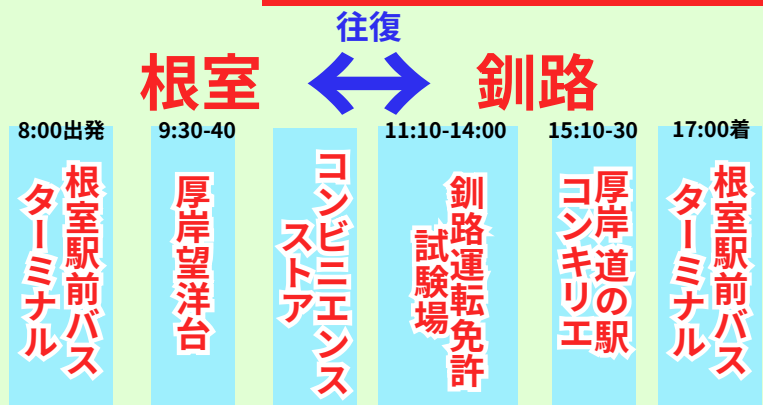 往復
根室 ↔ 釧路
8:00出発
根室駅前バス
ターミナル
9:30-40
厚岸望洋台
コンビニエンス
ストア
11:10-14:00
釧路運転免許
試験場
15:10-30
厚岸 道の駅
コンキリエ
17:00着
根室駅前バス
ターミナル